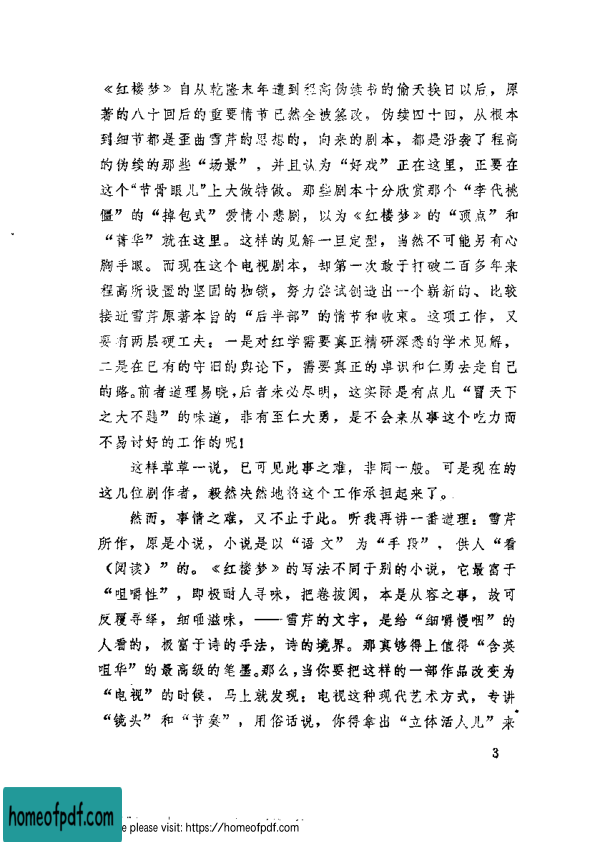 《红楼梦》自从乾隆末年遭到程高伪续书的偷天换日以后，原
著的八十回后的重要情节已然全被篡改。伪续四十回，从根本
到细节都是歪曲雪芹的思想的，向来的剧本，都是沿袭了程高
的伪续的那些“场景”，并且认为“好戏”正在这里，正要在
这个“节骨眼儿”上大做特做。那些剧本十分欣赏那个“李代桃
僵”的“掉包式”爱情小悲剧，以为《红楼梦》的“顶点”和
“菁华”就在这里。这样的见解一旦定型，当然不可能另有心
胸手眼。而现在这个电视剧本，却第一次敢于打破二百多年来
程高所设置的坚固的枷锁，努力尝试创造出一个崭新的、比较
接近雪芹原著本旨的“后半部”的情节和收束。这项工作，又
要有两层硬工夫：一是对红学需要真正精研深悉的学术见解，
二是在已有的守旧的舆论下，需要真正的卓识和仁勇去走自己
的路。前者道理易晓，后者未必尽明，这实际是有点儿“冒天下
之大不韪”的味道，非有至仁大勇，是不会来从事这个吃力而
不易讨好的工作的呢！
这样草草一说，已可见此事之难，非同一般。可是现在的
这几位剧作者，毅然决然地将这个工作承担起来了。
然而，事情之难，又不止于此。听我再讲一番道理：雪芹
所作，原是小说，小说是以“语文”为“手段”，供人“看
（阅读）”的。《红楼梦》的写法不同于别的小说，它最富于
“咀嚼性”，即极耐人寻味，把卷披阅，本是从容之事，故可
反覆寻绎，细咂滋味，——雪芹的文字，是给“细嚼慢咽”的
人看的，极富于诗的手法，诗的境界。那真够得上值得“含英
咀华”的最高级的笔墨。那么，当你要把这样的一部作品改变为
“电视”的时候，马上就发现：电视这种现代艺术方式，专讲
“镜头”和“节奏”，用俗话说，你得拿出“立体活人儿”来
3
homeofpdf.com
e please visit: https://homeofpdf.com